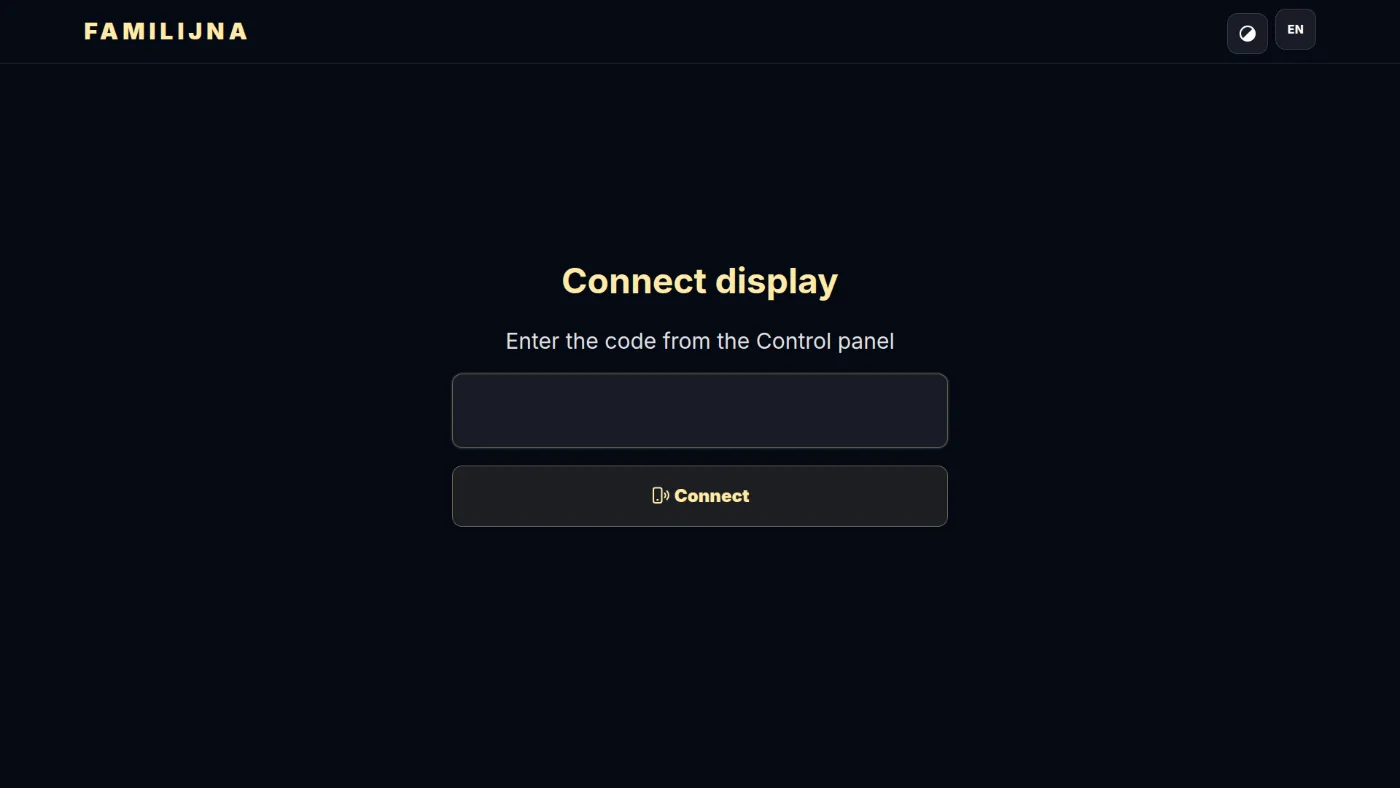 FAMILIJNA
EN
Connect display
Enter the code from the Control panel
Connect